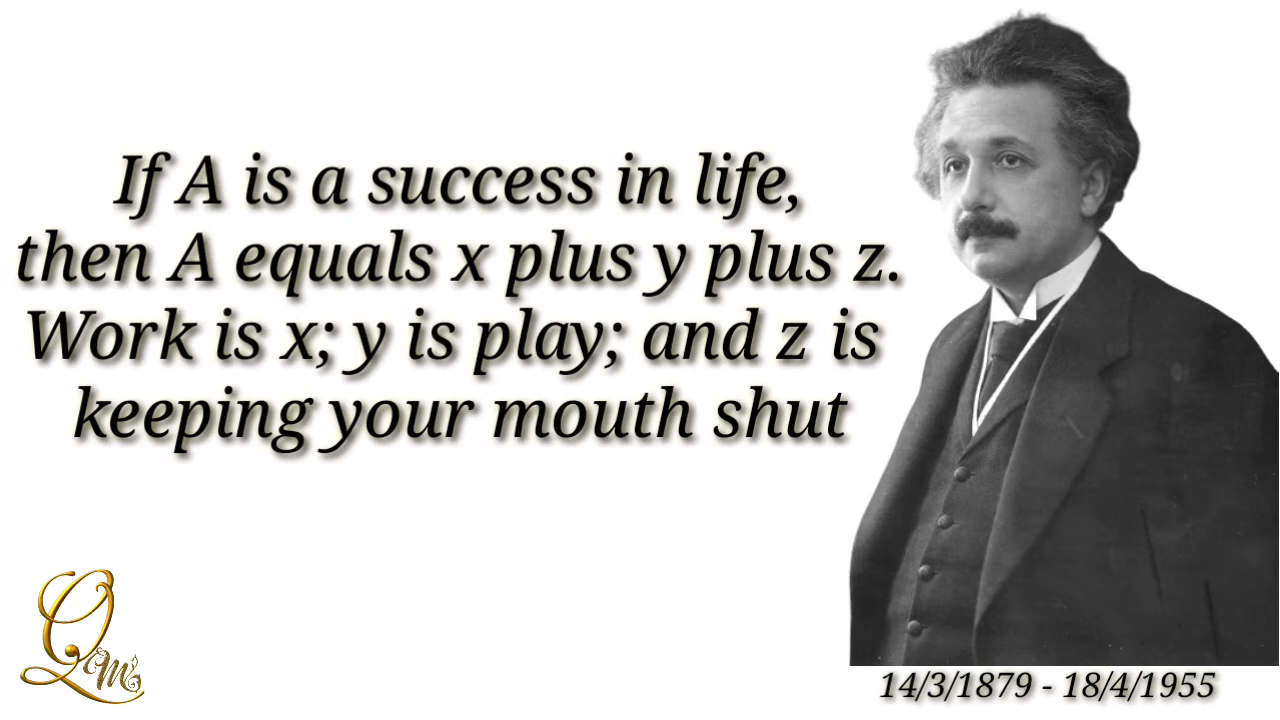 If A is a success in life,
then A equals x plus y plus z.
Work is x; y is play; and z is
keeping your mouth shut
14/3/1879 - 18/4/1955
QM's